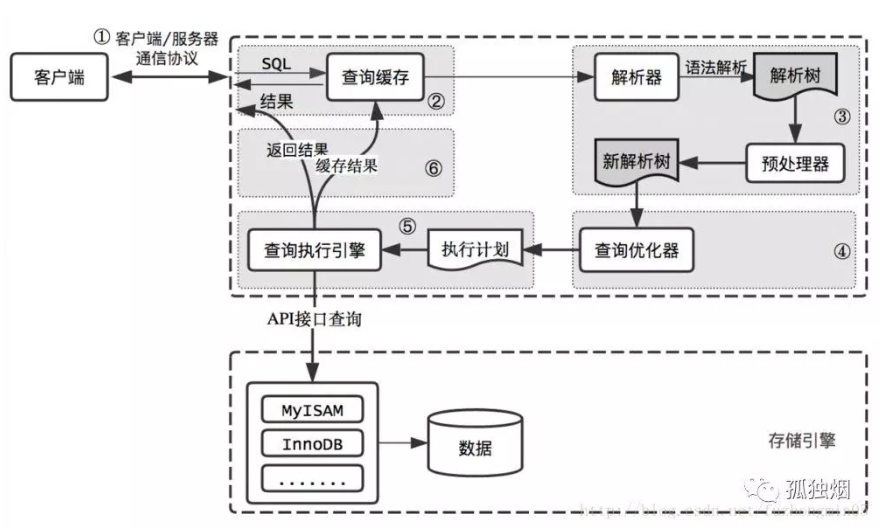 ① 客户端/服务器
通信协议
客户端
SQL
结果
查询缓存
②
解析器
语法解析
解析树
③
预处理器
新解析树
返回结果
缓存结果
⑥
查询执行引擎
⑤
执行计划
查询优化器
④
API接口查询
MyISAM
InnoDB
.......
数据
存储引擎
孤独烟